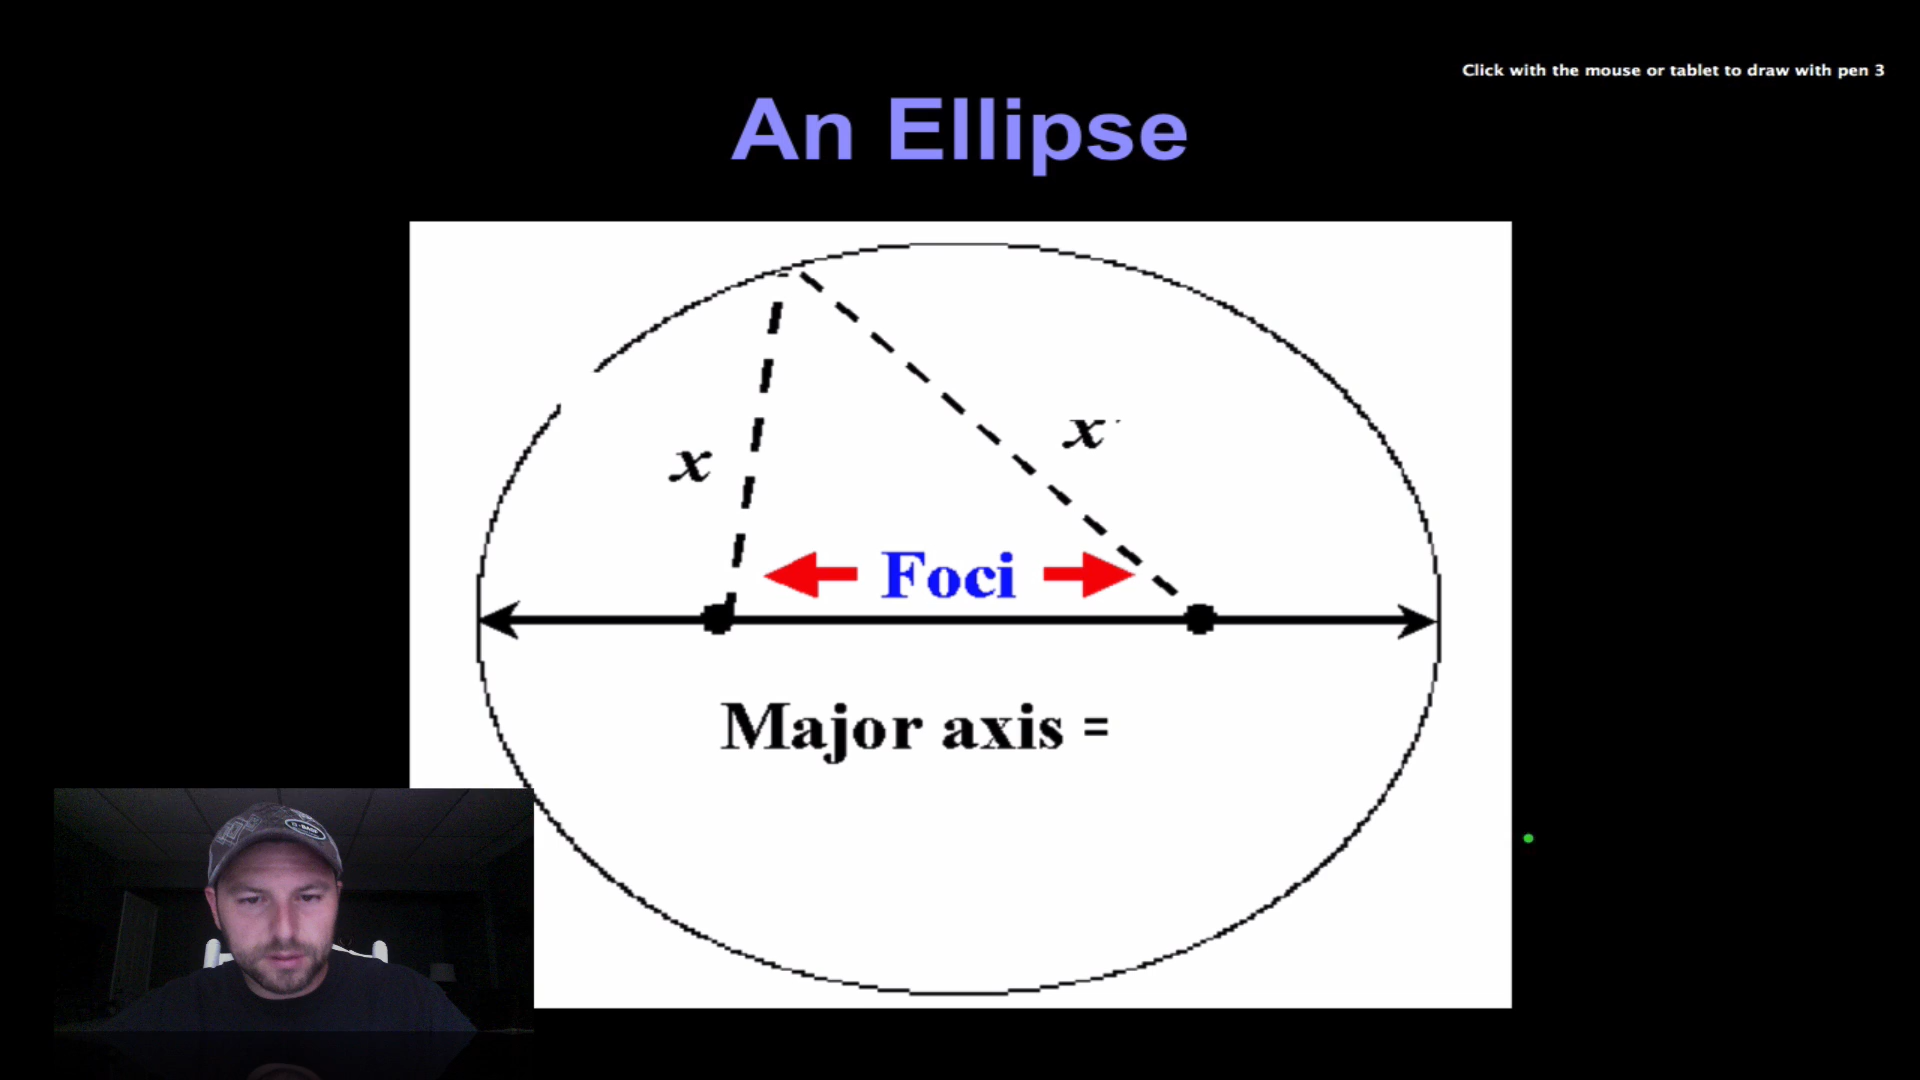 Click with the mouse or tablet to draw with pen 3
An Ellipse
x
x'
Foci
Major axis =